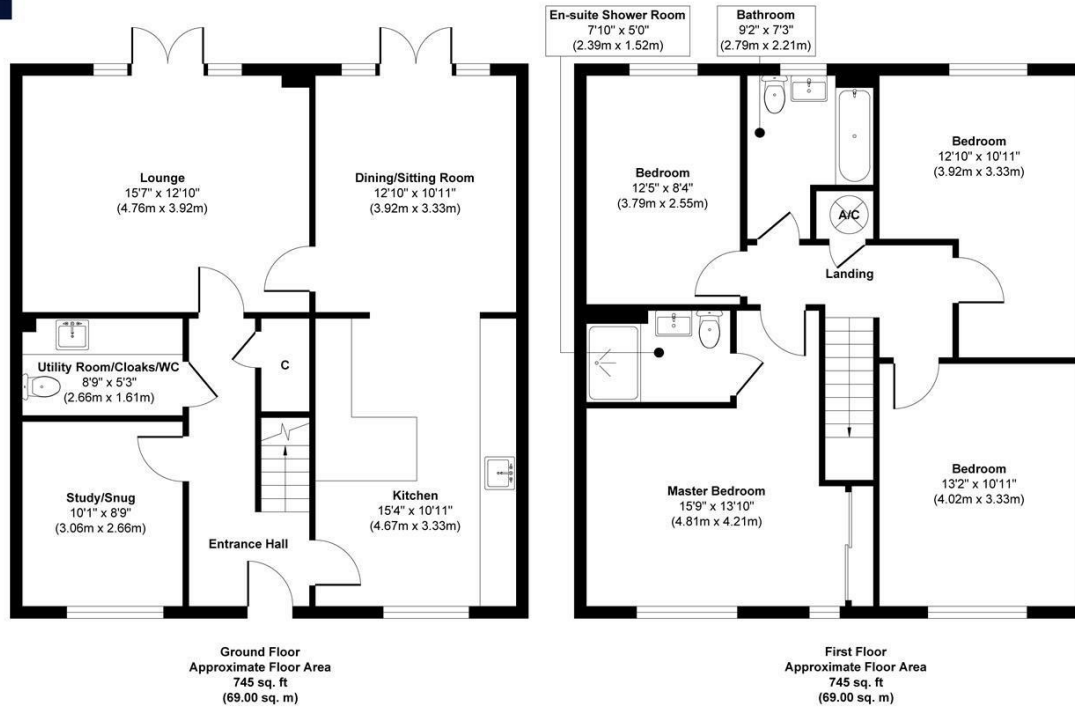 En-suite Shower Room
7'10" x 5'0"
(2.39m x 1.52m)
Bathroom
9'2" x 7'3"
(2.79m x 2.21m)
Lounge
15'7" x 12'10"
(4.76m x 3.92m)
Dining/Sitting Room
12'10" x 10'11"
(3.92m x 3.33m)
Bedroom
12'5" x 8'4"
(3.79m x 2.55m)
Bedroom
12'10" x 10'11"
(3.92m x 3.33m)
A/C
Landing
Utility Room/Cloaks/WC
8'9" x 5'3"
(2.66m x 1.61m)
C
Study/Snug
10'1" x 8'9"
(3.06m x 2.66m)
Entrance Hall
Kitchen
15'4" x 10'11"
(4.67m x 3.33m)
Master Bedroom
15'9" x 13'10"
(4.81m x 4.21m)
Bedroom
13'2" x 10'11"
(4.02m x 3.33m)
Ground Floor
Approximate Floor Area
745 sq. ft
(69.00 sq. m)
First Floor
Approximate Floor Area
745 sq. ft
(69.00 sq. m)